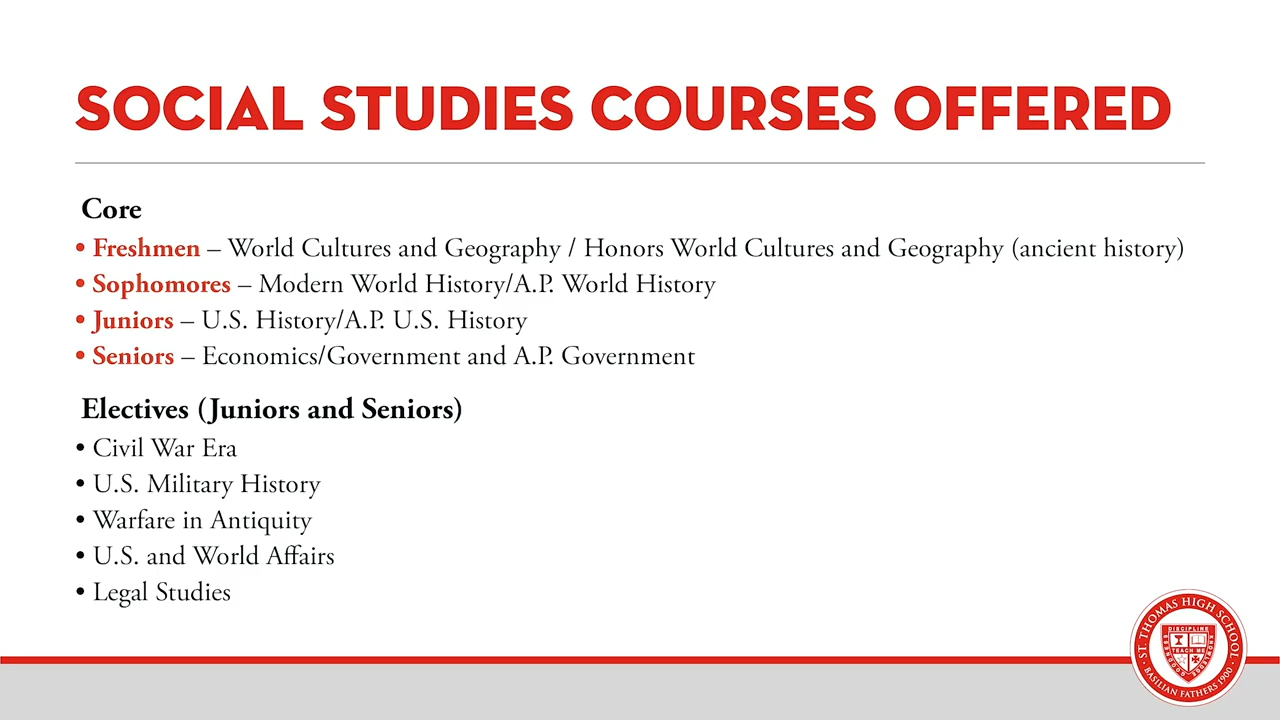 SOCIAL STUDIES COURSES OFFERED
Core
• Freshmen – World Cultures and Geography / Honors World Cultures and Geography (ancient history)
• Sophomores – Modern World History/A.P. World History
• Juniors – U.S. History/A.P. U.S. History
• Seniors – Economics/Government and A.P. Government
Electives (Juniors and Seniors)
• Civil War Era
• U.S. Military History
• Warfare in Antiquity
• U.S. and World Affairs
• Legal Studies
ST. THOMAS HIGH SCHOOL
DISCIPLINE
TEACH ME
GOODNESS
KNOWLEDGE
BASILIAN FATHERS 1900